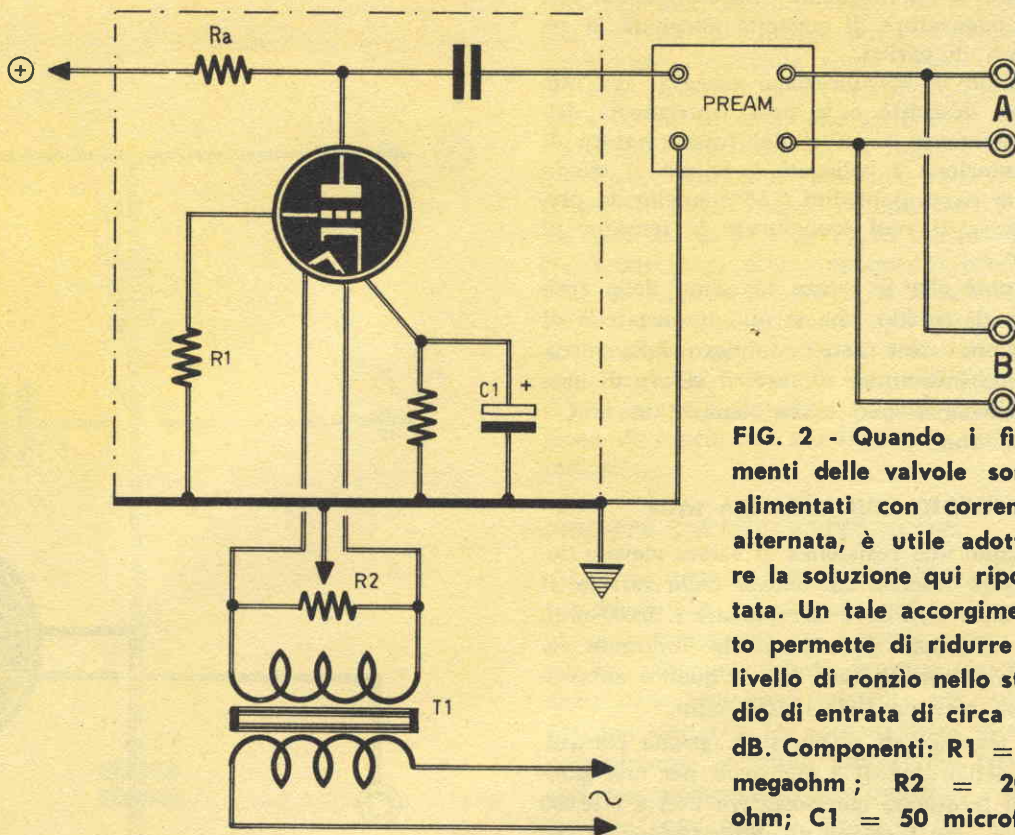 Ra
+
PREAM.
A
B
R1
C1
+
R2
T1
~
FIG. 2 - Quando i fi
menti delle valvole so
alimentati con corren
alternata, è utile adott
re la soluzione qui ripo
tata. Un tale accorgime
to permette di ridurre
livello di ronzìo nello st
dio di entrata di circa
dB. Componenti: R1 =
megaohm ; R2 = 20
ohm; C1 = 50 microf